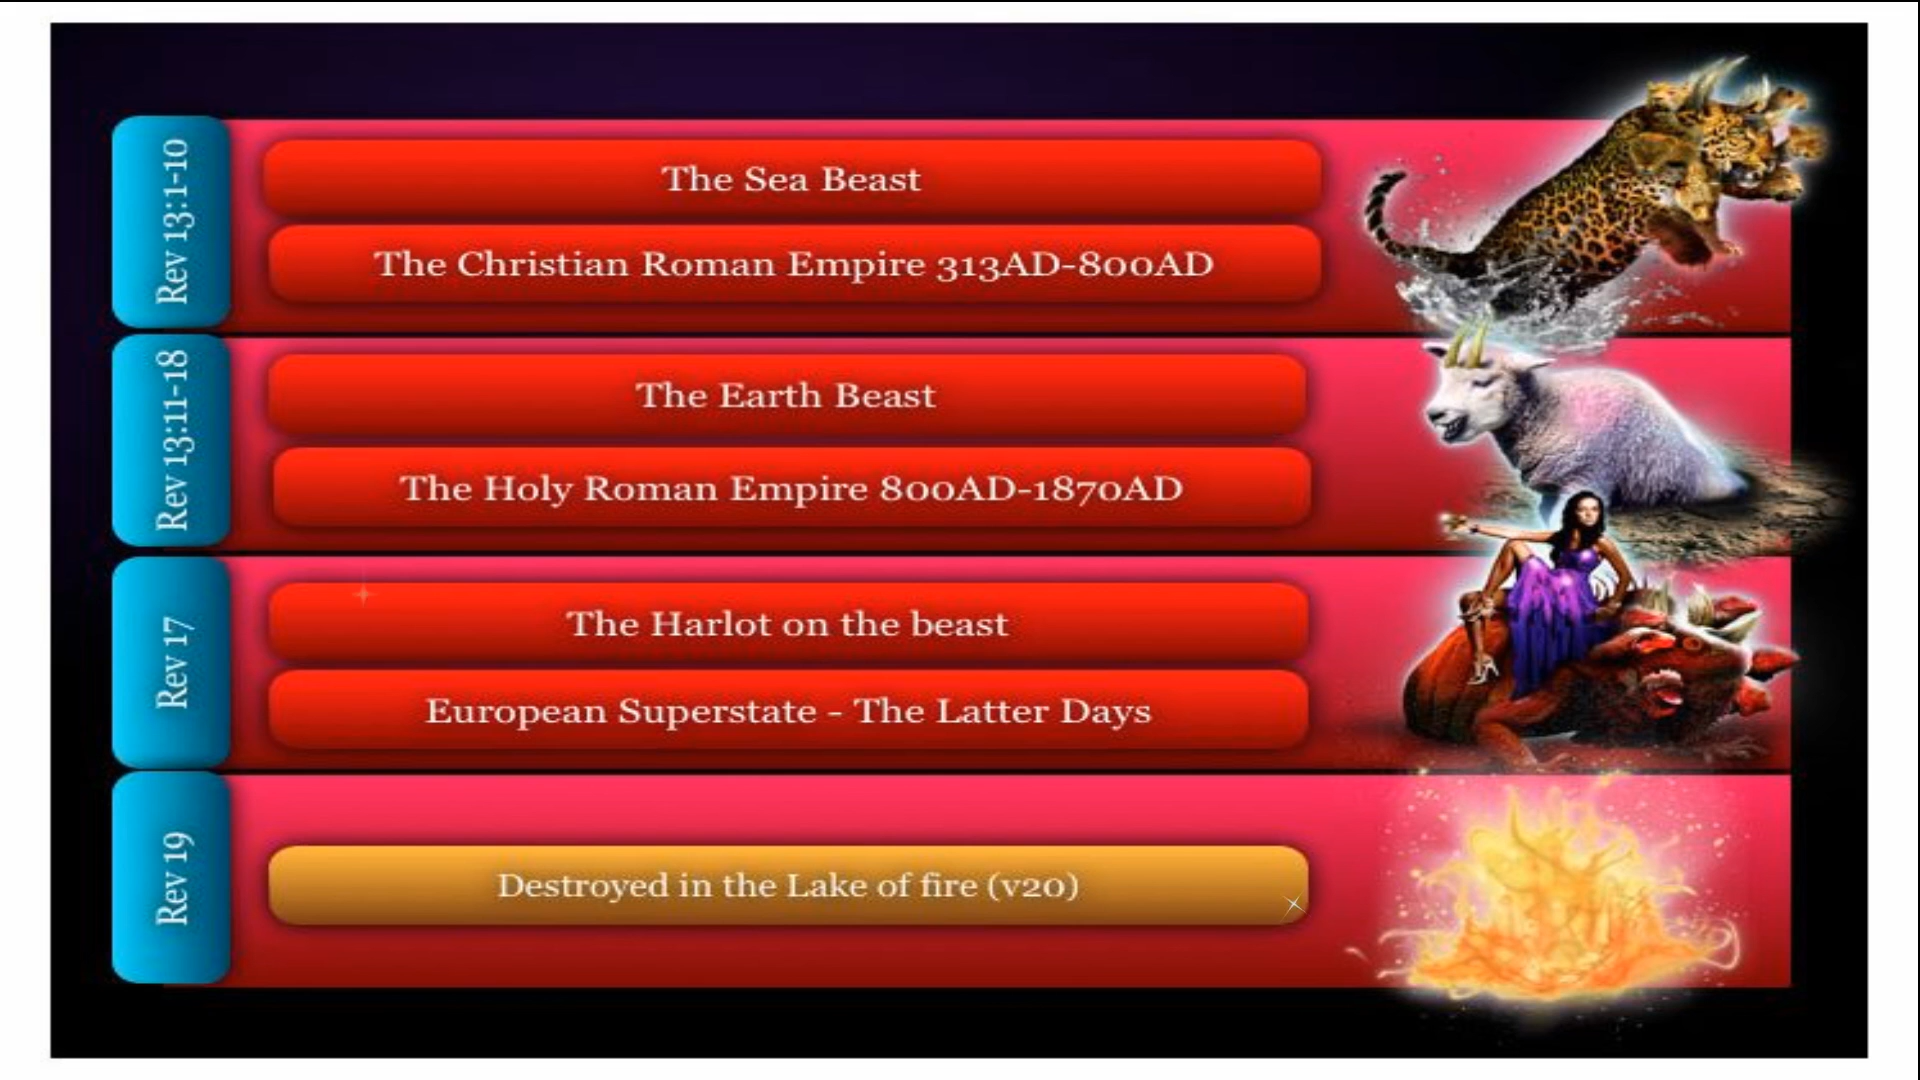 Rev 13:1-10
The Sea Beast
The Christian Roman Empire 313AD-800AD
Rev 13:11-18
The Earth Beast
The Holy Roman Empire 800AD-1870AD
Rev 17
The Harlot on the beast
European Superstate - The Latter Days
Rev 19
Destroyed in the Lake of fire (v20)